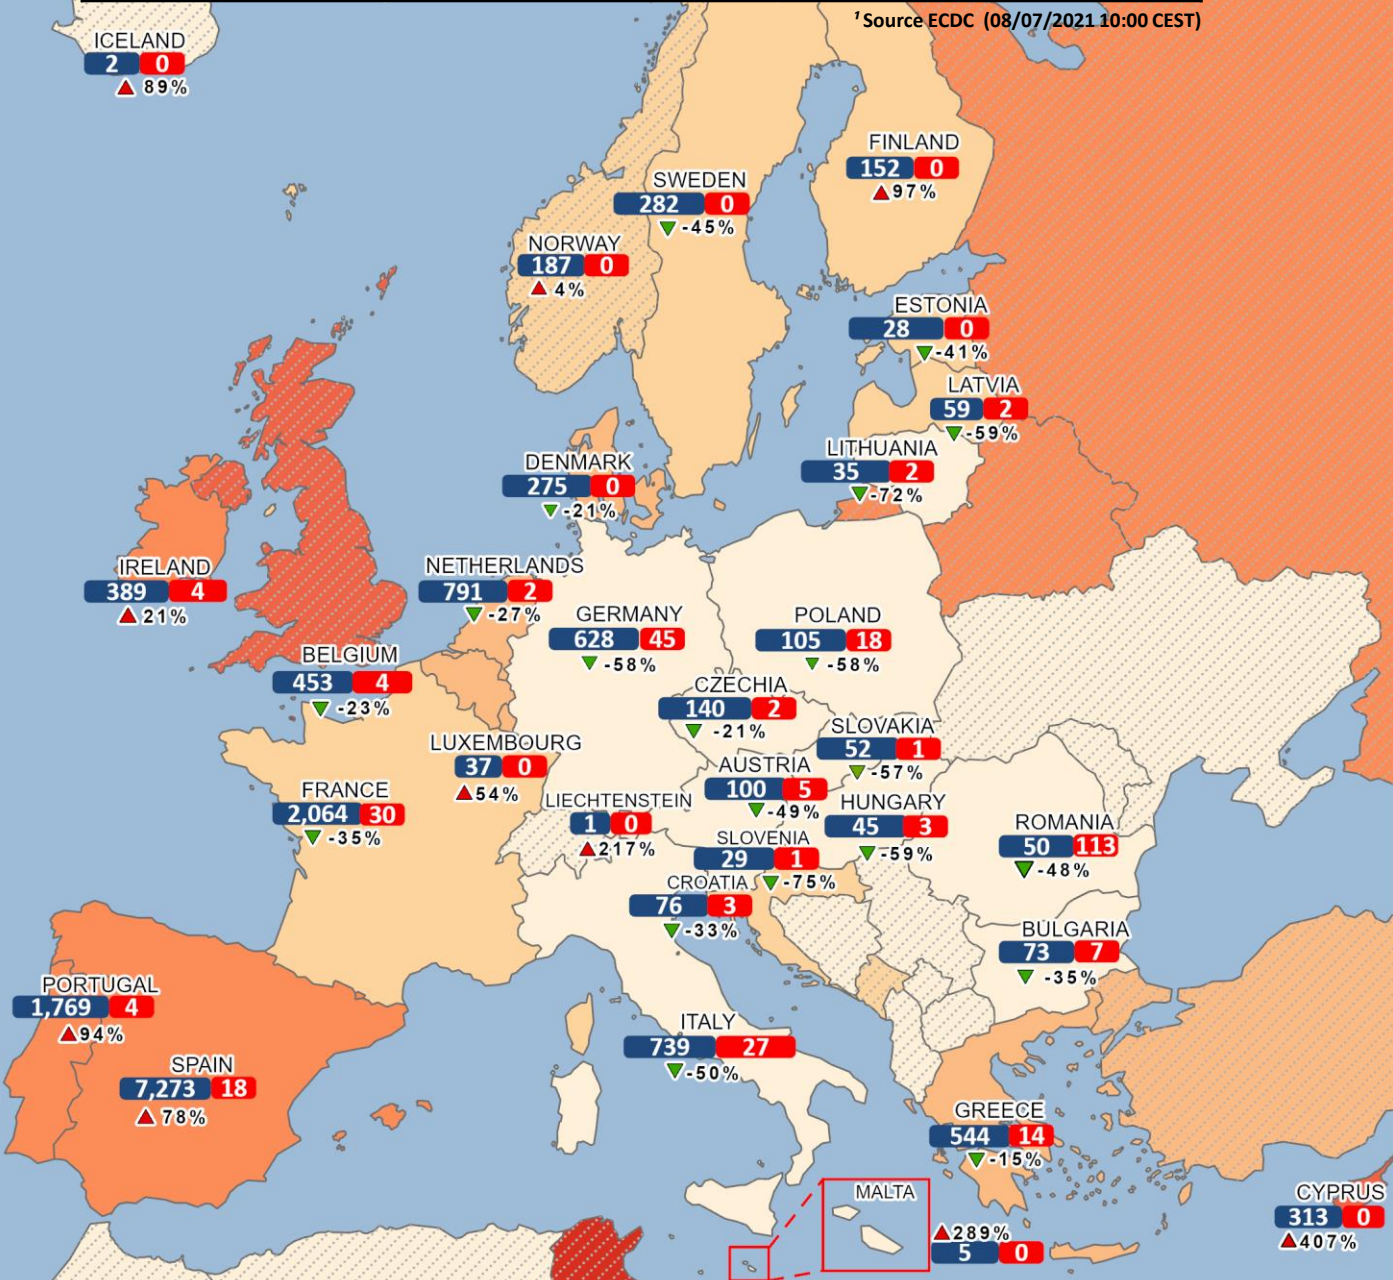 ¹ Source ECDC (08/07/2021 10:00 CEST)
ICELAND
2 0
89%
FINLAND
152 0
97%
SWEDEN
282 0
-45%
NORWAY
187 0
4%
ESTONIA
28 0
-41%
LATVIA
59 2
-59%
LITHUANIA
35 2
-72%
DENMARK
275 0
-21%
IRELAND
389 4
21%
NETHERLANDS
791 2
-27%
GERMANY
628 45
-58%
POLAND
105 18
-58%
BELGIUM
453 4
-23%
CZECHIA
140 2
-21%
SLOVAKIA
52 1
-57%
LUXEMBOURG
37 0
54%
AUSTRIA
100 5
-49%
FRANCE
2,064 30
-35%
LIECHTENSTEIN
1 0
217%
HUNGARY
45 3
-59%
ROMANIA
50 113
-48%
SLOVENIA
29 1
-75%
CROATIA
76 3
-33%
BULGARIA
73 7
-35%
PORTUGAL
1,769 4
94%
ITALY
739 27
-50%
SPAIN
7,273 18
78%
GREECE
544 14
-15%
MALTA
289%
5 0
CYPRUS
313 0
407%